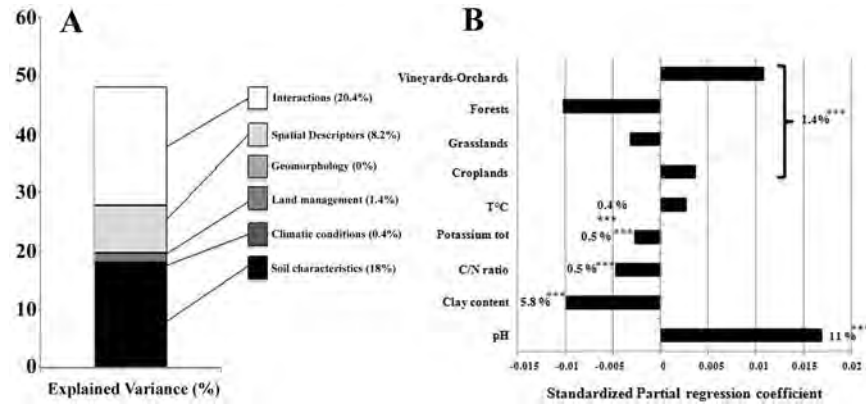 A
60
50
40
30
20
10
0
Interactions (20.4%)
Spatial Descriptors (8.2%)
Geomorphology (0%)
Land management (1.4%)
Climatic conditions (0.4%)
Soil characteristics (18%)
Explained Variance (%)
B
Vineyards-Orchards
Forests
Grasslands
Croplands
T°C
Potassium tot
C/N ratio
Clay content
pH
1.4%***
0.4 %
***
0.5 %***
0.5 %***
5.8 %***
11 %**
-0.015 -0.01 -0.005 0 0.005 0.01 0.015 0.02
Standardized Partial regression coefficient